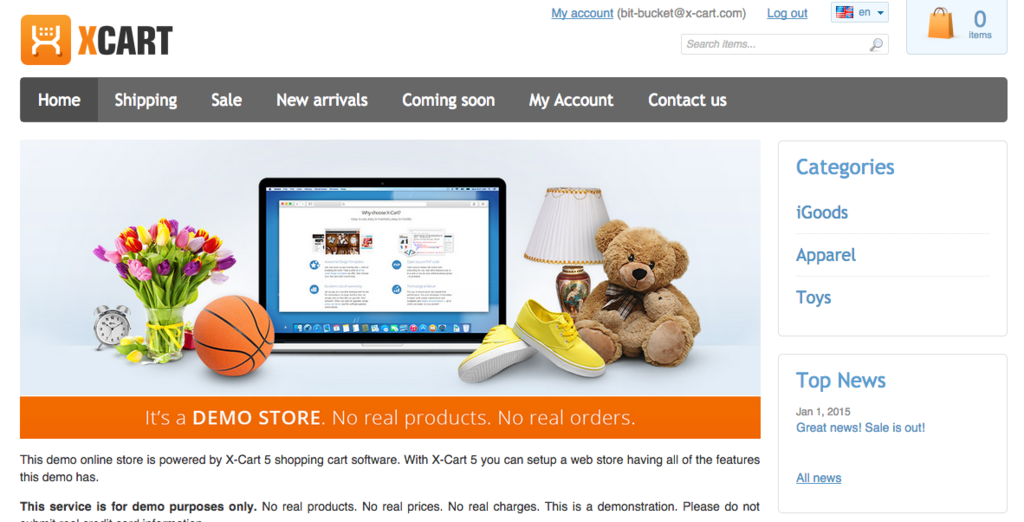 My account (bit-bucket@x-cart.com) Log out en
0
items
XCART
Search items...
Home Shipping Sale New arrivals Coming soon My Account Contact us
Why choose X-Cart?
It's a DEMO STORE. No real products. No real orders.
This demo online store is powered by X-Cart 5 shopping cart software. With X-Cart 5 you can setup a web store having all of the features
this demo has.
This service is for demo purposes only. No real products. No real prices. No real charges. This is a demonstration. Please do not
submit real credit card information.
Categories
iGoods
Apparel
Toys
Top News
Jan 1, 2015
Great news! Sale is out!
All news